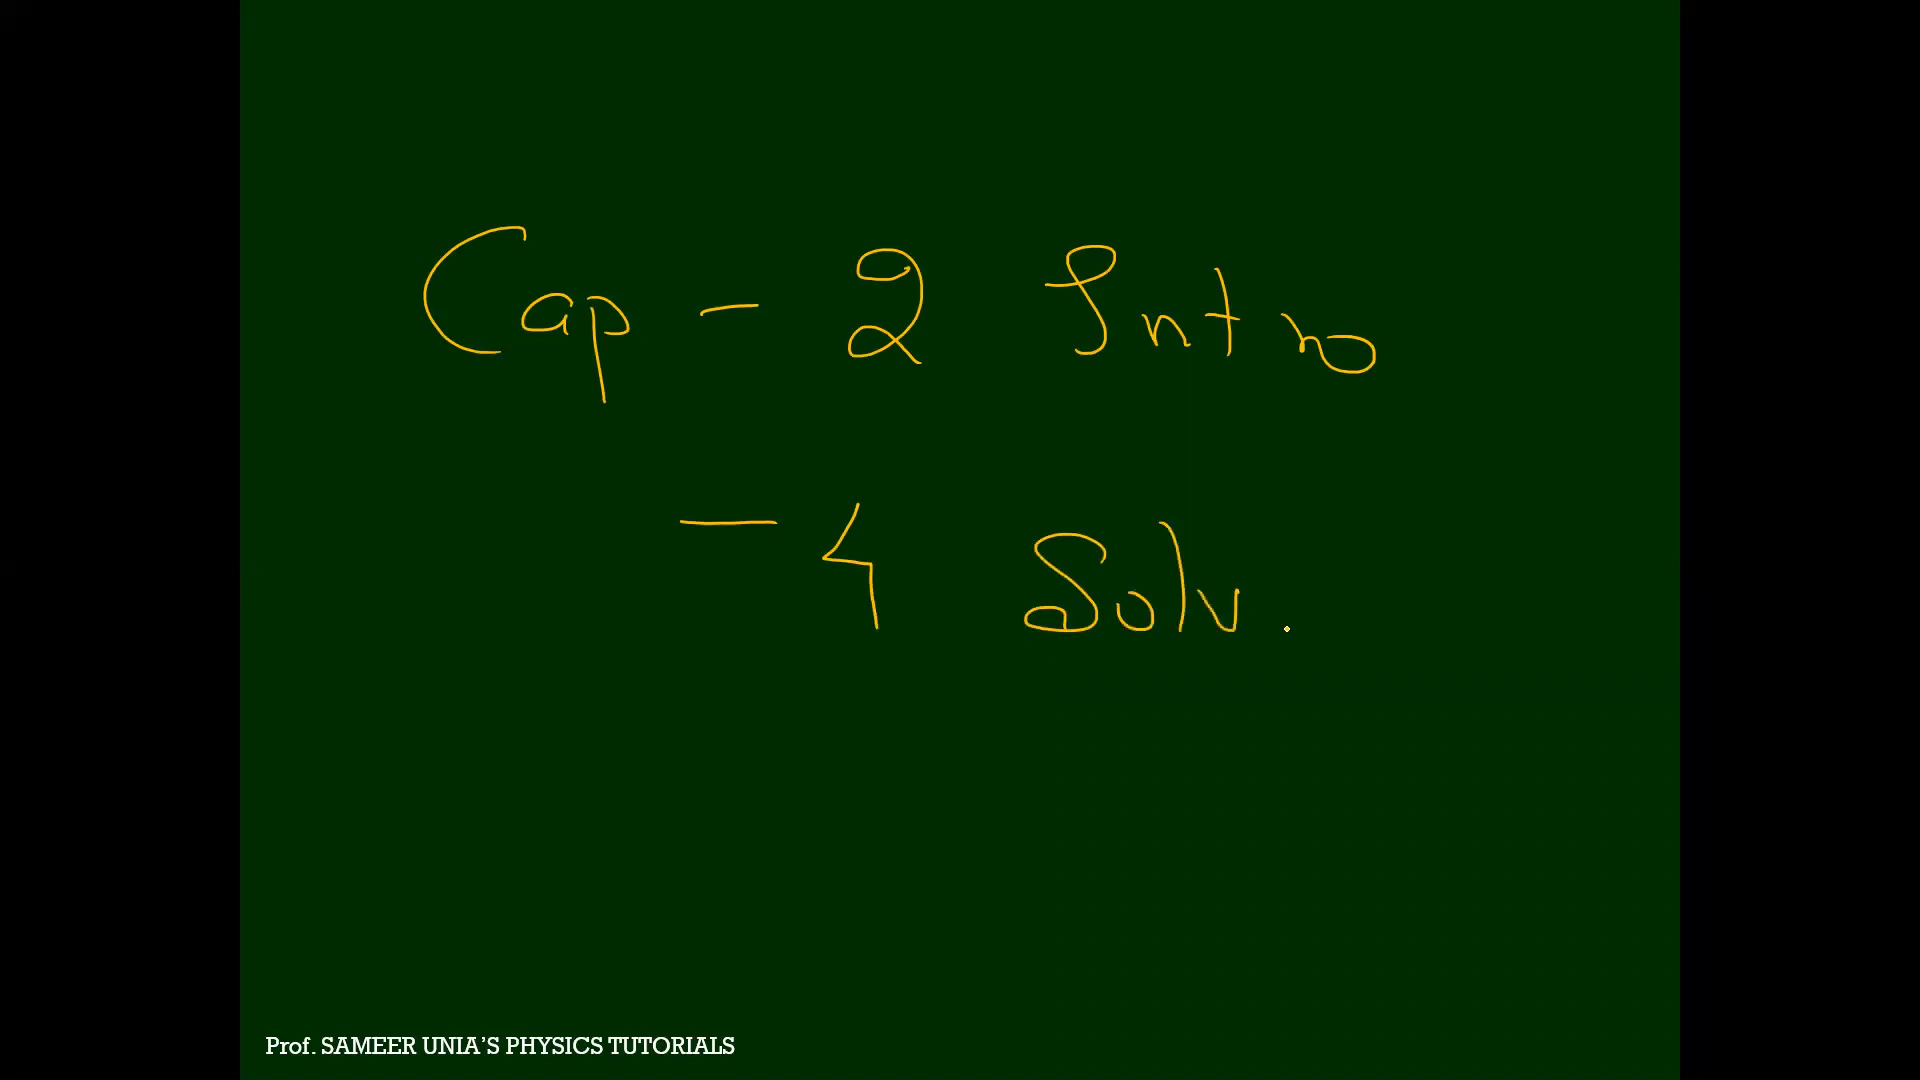 Cap - 2 Intro
- 4 Solv.
Prof. SAMEER UNIA'S PHYSICS TUTORIALS